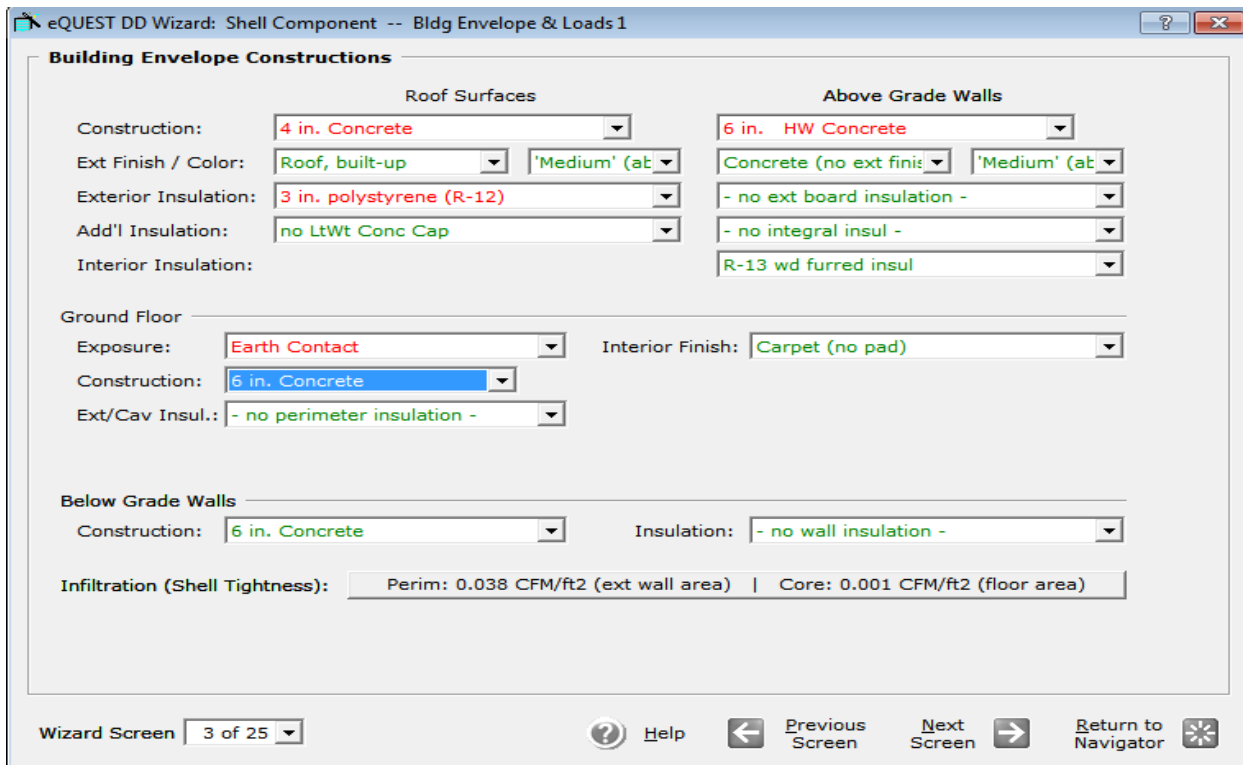 eQUEST DD Wizard: Shell Component -- Bldg Envelope & Loads 1
Building Envelope Constructions
Roof Surfaces Above Grade Walls
Construction: 4 in. Concrete 6 in. HW Concrete
Ext Finish / Color: Roof, built-up 'Medium' (ab Concrete (no ext finis 'Medium' (ab
Exterior Insulation: 3 in. polystyrene (R-12) - no ext board insulation -
Add'l Insulation: no LtWt Conc Cap - no integral insul -
Interior Insulation: R-13 wd furred insul
Ground Floor
Exposure: Earth Contact Interior Finish: Carpet (no pad)
Construction: 6 in. Concrete
Ext/Cav Insul.: - no perimeter insulation -
Below Grade Walls
Construction: 6 in. Concrete Insulation: - no wall insulation -
Infiltration (Shell Tightness): Perim: 0.038 CFM/ft2 (ext wall area) | Core: 0.001 CFM/ft2 (floor area)
Wizard Screen 3 of 25 ? Help Previous Screen Next Screen Return to Navigator